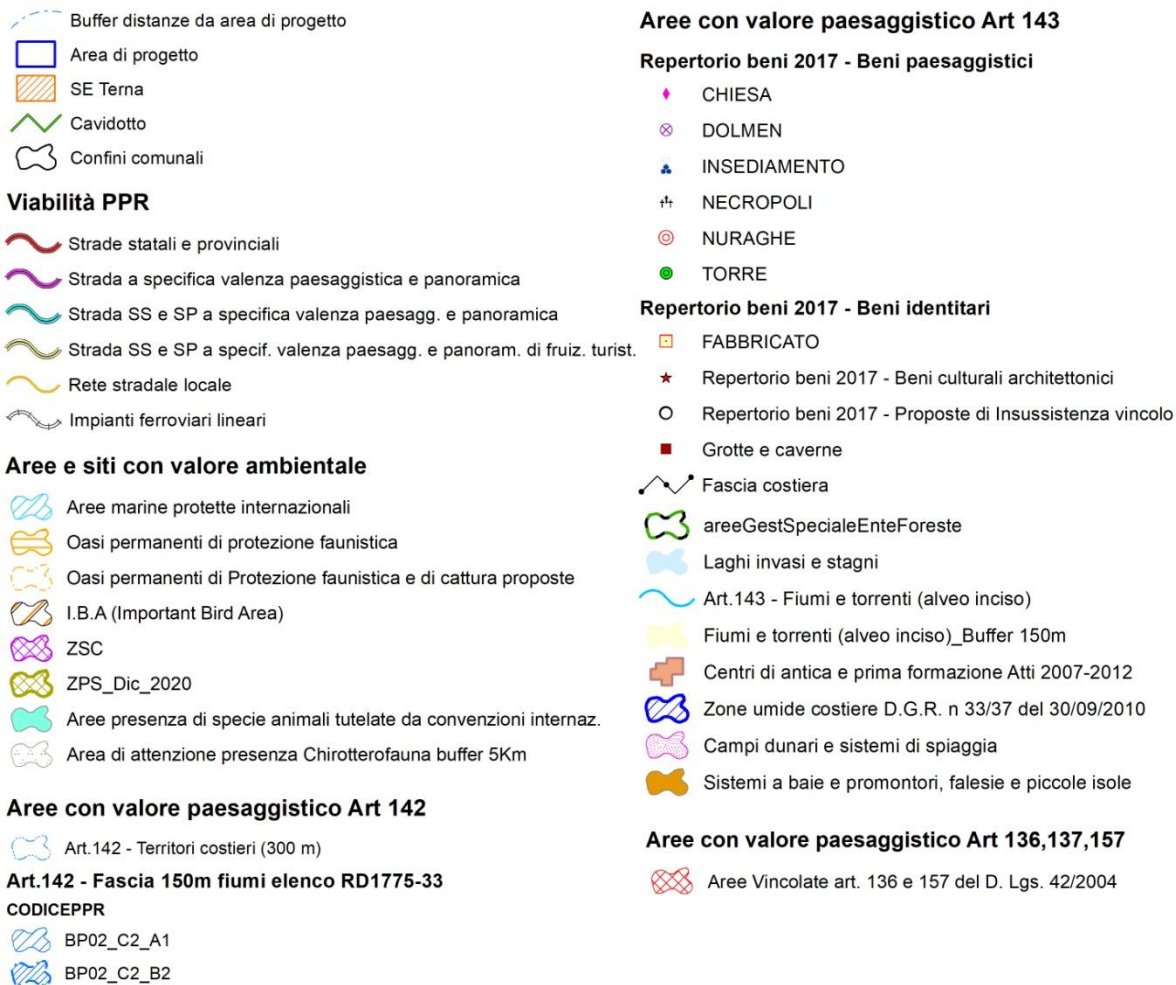 Buffer distanze da area di progetto
Area di progetto
SE Terna
Cavidotto
Confini comunali
Viabilità PPR
Strade statali e provinciali
Strada a specifica valenza paesaggistica e panoramica
Strada SS e SP a specifica valenza paesagg. e panoramica
Strada SS e SP a specif. valenza paesagg. e panoram. di fruiz. turist.
Rete stradale locale
Impianti ferroviari lineari
Aree e siti con valore ambientale
Aree marine protette internazionali
Oasi permanenti di protezione faunistica
Oasi permanenti di Protezione faunistica e di cattura proposte
I.B.A (Important Bird Area)
ZSC
ZPS_Dic_2020
Aree presenza di specie animali tutelate da convenzioni internaz.
Area di attenzione presenza Chirotterofauna buffer 5Km
Aree con valore paesaggistico Art 142
Art.142 - Territori costieri (300 m)
Art.142 - Fascia 150m fiumi elenco RD1775-33
CODICEPPR
BP02_C2_A1
BP02_C2_B2
Aree con valore paesaggistico Art 143
Repertorio beni 2017 - Beni paesaggistici
CHIESA
DOLMEN
INSEDIAMENTO
NECROPOLI
NURAGHE
TORRE
Repertorio beni 2017 - Beni identitari
FABBRICATO
Repertorio beni 2017 - Beni culturali architettonici
Repertorio beni 2017 - Proposte di Insussistenza vincolo
Grotte e caverne
Fascia costiera
areeGestSpecialeEnteForeste
Laghi invasi e stagni
Art.143 - Fiumi e torrenti (alveo inciso)
Fiumi e torrenti (alveo inciso)_Buffer 150m
Centri di antica e prima formazione Atti 2007-2012
Zone umide costiere D.G.R. n 33/37 del 30/09/2010
Campi dunari e sistemi di spiaggia
Sistemi a baie e promontori, falesie e piccole isole
Aree con valore paesaggistico Art 136,137,157
Aree Vincolate art. 136 e 157 del D. Lgs. 42/2004